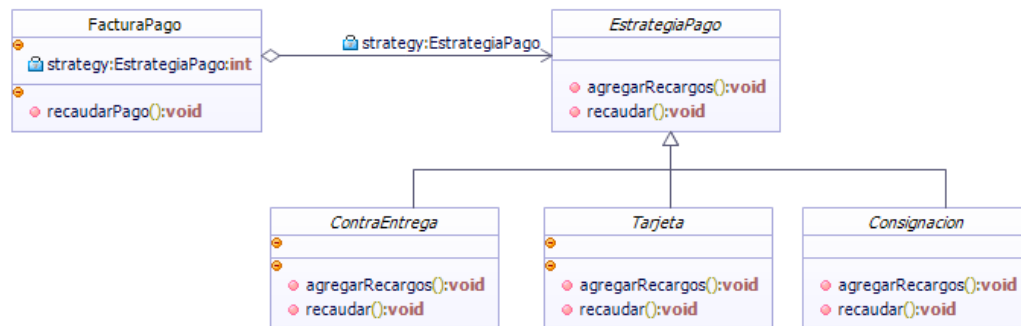 FacturaPago
strategy:EstrategiaPago:int
recaudarPago():void
strategy:EstrategiaPago
EstrategiaPago
agregarRecargos():void
recaudar():void
ContraEntrega
agregarRecargos():void
recaudar():void
Tarjeta
agregarRecargos():void
recaudar():void
Consignacion
agregarRecargos():void
recaudar():void